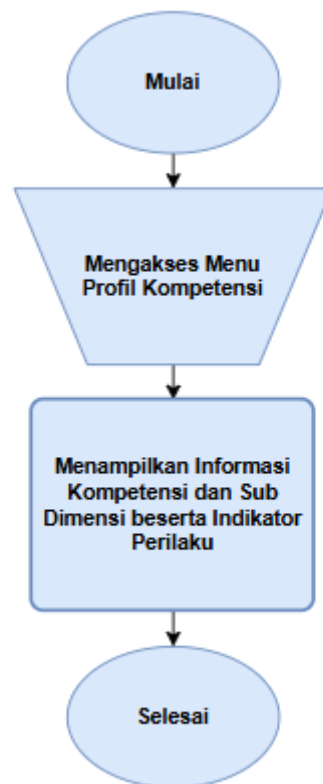 Mulai
Mengakses Menu
Profil Kompetensi
Menampilkan Informasi
Kompetensi dan Sub
Dimensi beserta Indikator
Perilaku
Selesai